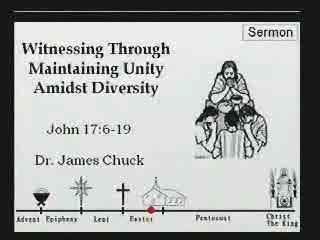 Sermon
Witnessing Through
Maintaining Unity
Amidst Diversity
John 17:6-19
Dr. James Chuck
Advent Epiphany Lent Easter Pentecost Christ
The King